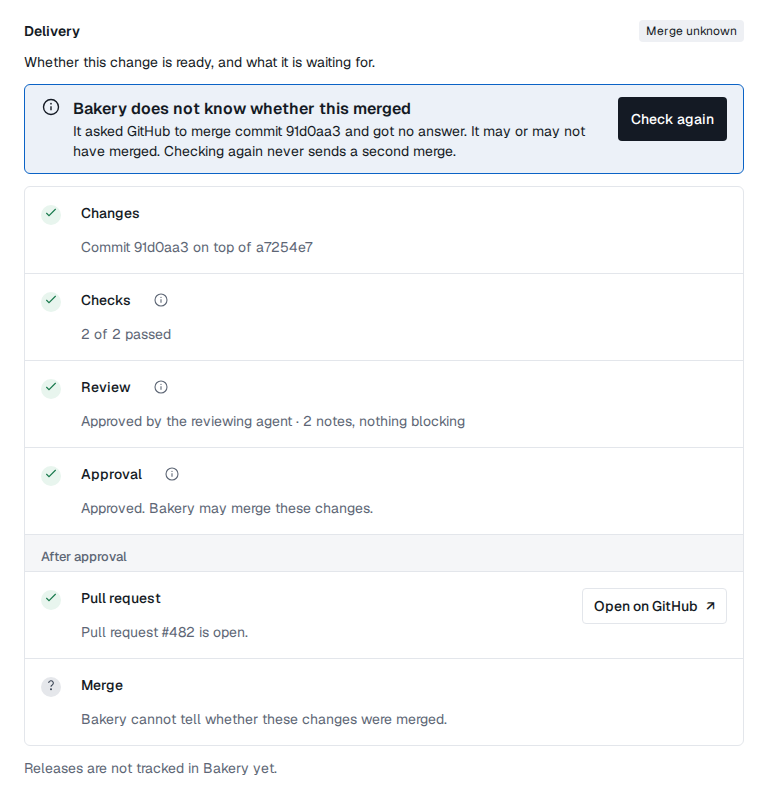 Delivery
Merge unknown
Whether this change is ready, and what it is waiting for.
Bakery does not know whether this merged
It asked GitHub to merge commit 91d0aa3 and got no answer. It may or may not
have merged. Checking again never sends a second merge.
Check again
Changes
Commit 91d0aa3 on top of a7254e7
Checks
2 of 2 passed
Review
Approved by the reviewing agent · 2 notes, nothing blocking
Approval
Approved. Bakery may merge these changes.
After approval
Pull request
Open on GitHub
Pull request #482 is open.
?
Merge
Bakery cannot tell whether these changes were merged.
Releases are not tracked in Bakery yet.